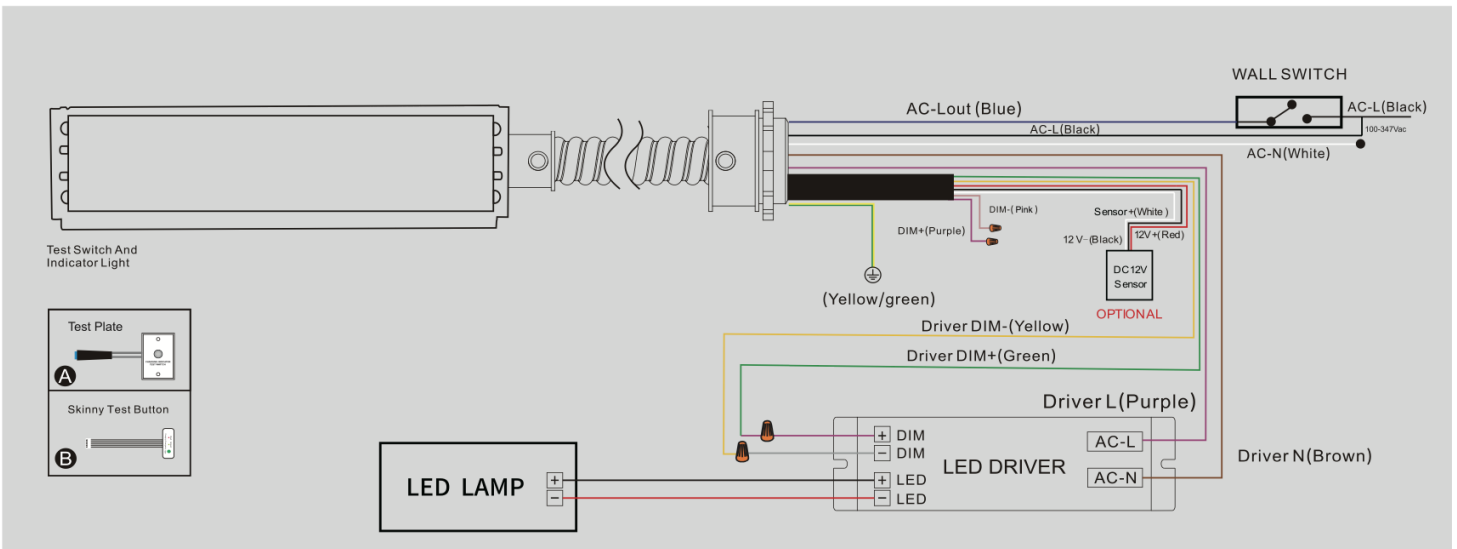 WALL SWITCH
AC-Lout (Blue)
AC-L(Black)
AC-L(Black)
100-347Vac
AC-N(White)
DIM-(Pink)
DIM+(Purple)
Sensor+(White)
12V-(Black)
12V+(Red)
DC12V
Sensor
OPTIONAL
(Yellow/green)
Test Switch And
Indicator Light
Test Plate
A
Skinny Test Button
B
Driver DIM-(Yellow)
Driver DIM+(Green)
Driver L(Purple)
Driver N(Brown)
+ DIM
- DIM
+ LED
- LED
LED DRIVER
AC-L
AC-N
LED LAMP
+
-